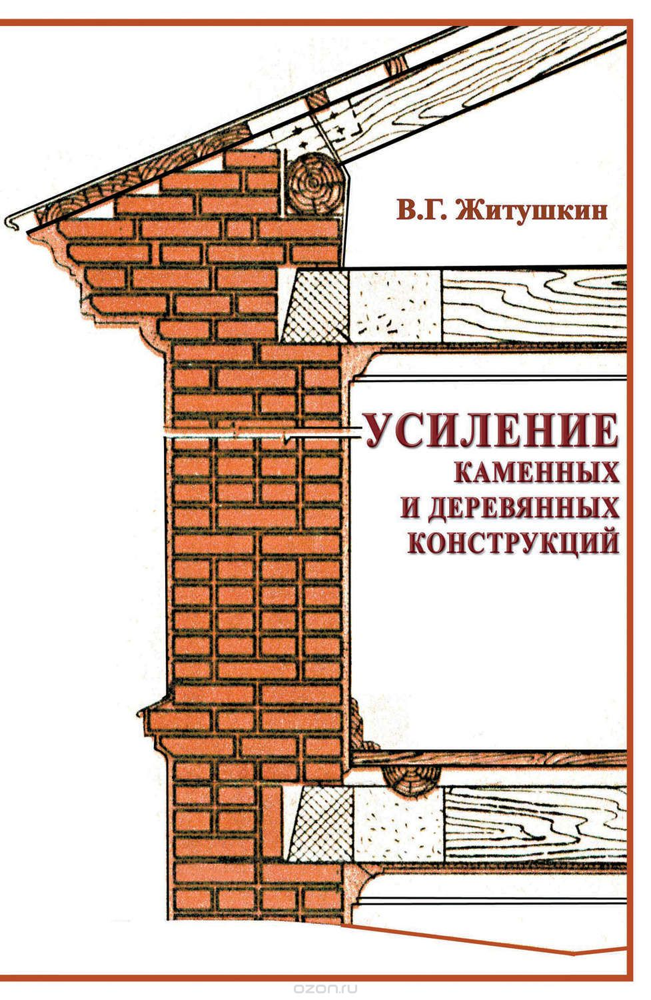 В.Г. Житушкин
УСИЛЕНИЕ
КАМЕННЫХ
И ДЕРЕВЯННЫХ
КОНСТРУКЦИЙ
ozon.ru